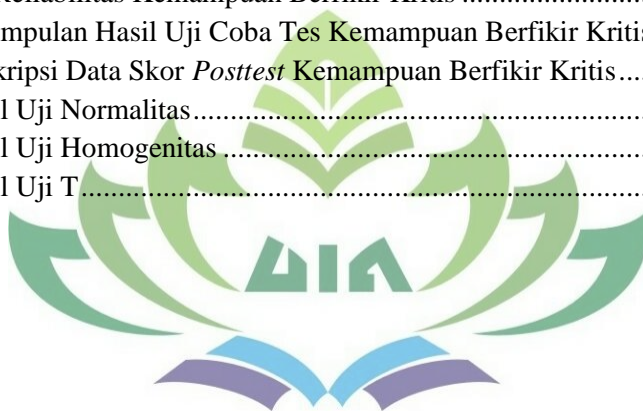 Reliabilitas Kemampuan Berfikir Kritis ..............................
mpulan Hasil Uji Coba Tes Kemampuan Berfikir Kritis
kripsi Data Skor Posttest Kemampuan Berfikir Kritis....
l Uji Normalitas..........................................................................
l Uji Homogenitas .....................................................................
l Uji T..........................................................................................
UIN